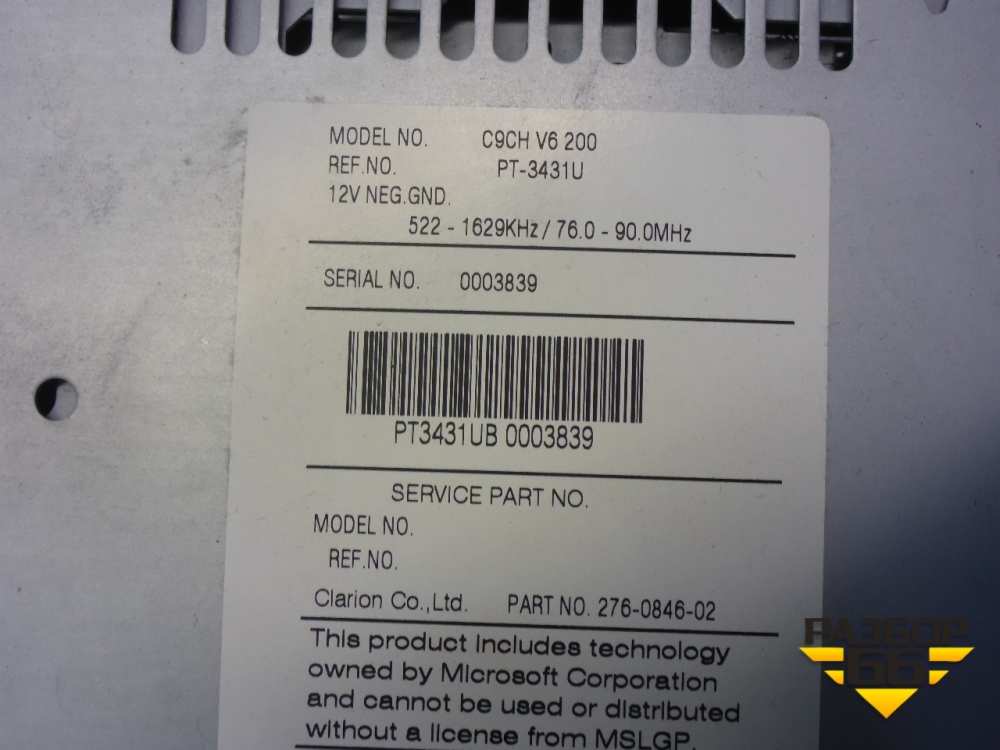 MODEL NO. C9CH V6 200
REF.NO. PT-3431U
12V NEG.GND.
522 - 1629KHz / 76.0 - 90.0MHz
SERIAL NO. 0003839
PT3431UB 0003839
SERVICE PART NO.
MODEL NO.
REF.NO.
Clarion Co.,Ltd. PART NO. 276-0846-02
This product includes technology
owned by Microsoft Corporation
and cannot be used or distributed
without a license from MSLGP.
РАЗБОР
66